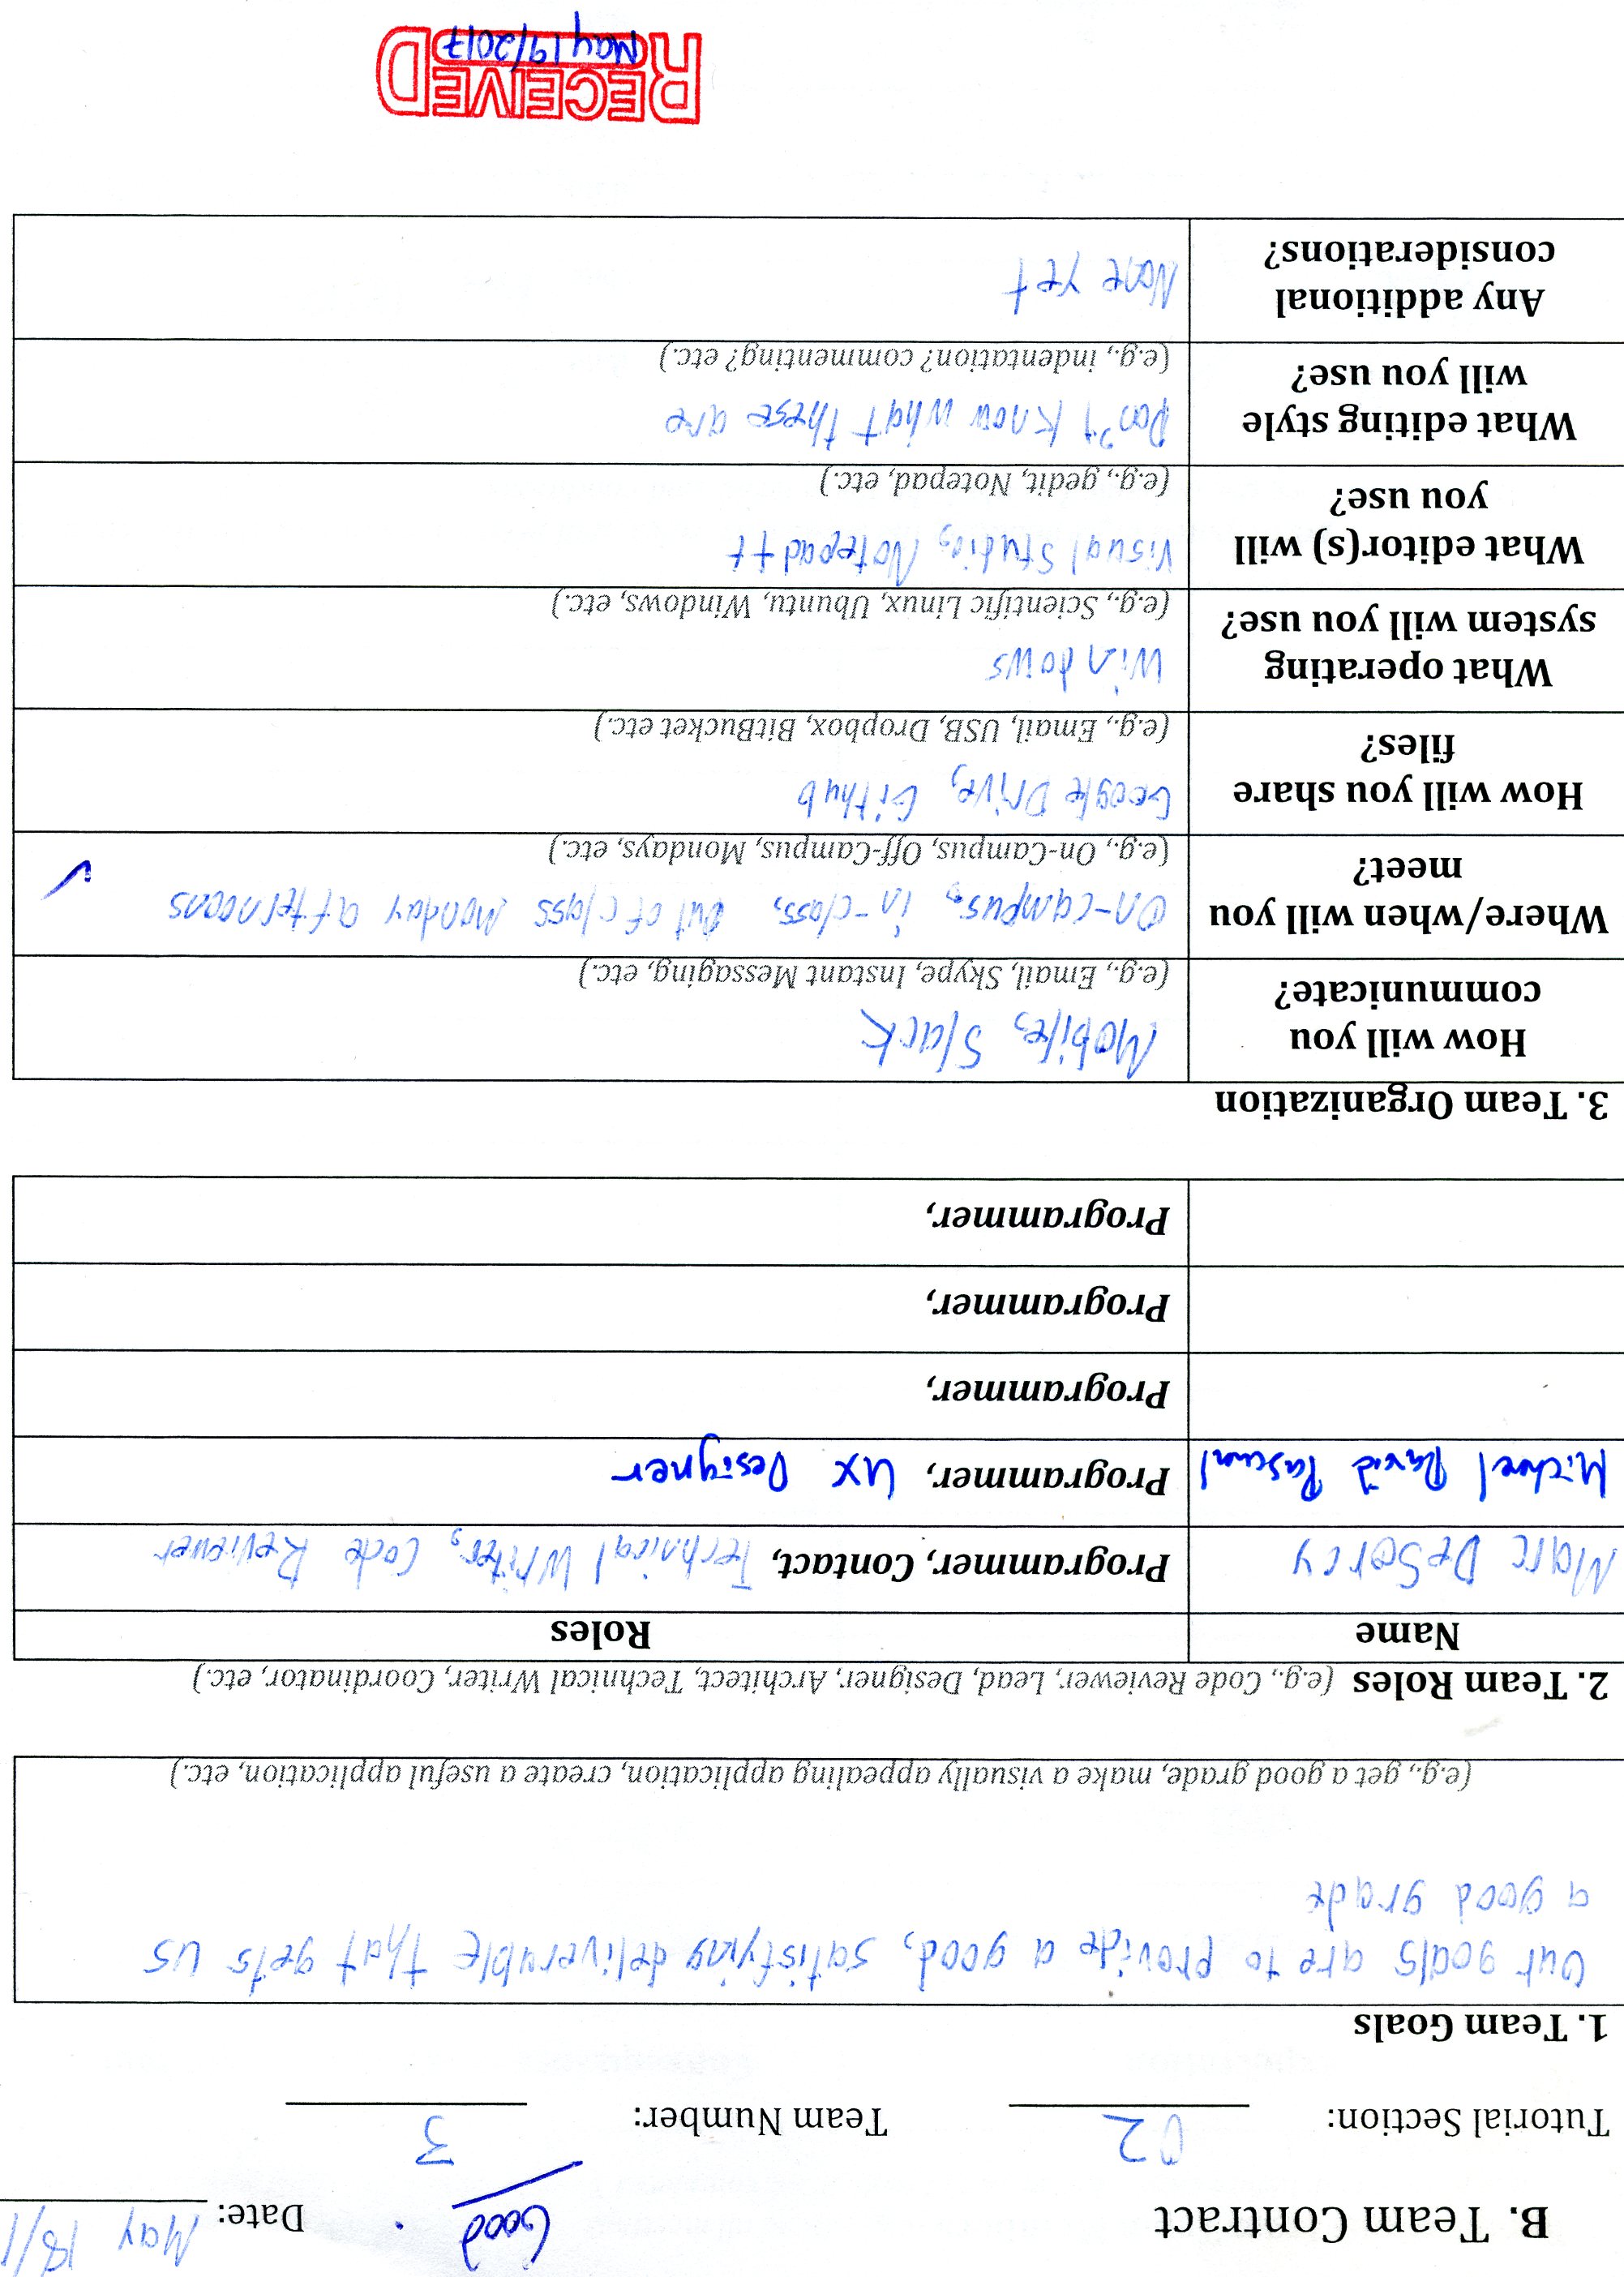 Good.
B. Team Contract Date: May 18/1
Tutorial Section: 02 Team Number: 3
1. Team Goals
Our goals are to provide a good, satisfying deliverable that gets us
a good grade
(e.g., get a good grade, make a visually appealing application, create a useful application, etc.)
2. Team Roles (e.g., Code Reviewer, Lead, Designer, Architect, Technical Writer, Coordinator, etc.)
Name Roles
Marc DeSorcy Programmer, Contact, Technical Writer, Code Reviewer
Michael David Pascual Programmer, UX Designer
Programmer,
Programmer,
Programmer,
3. Team Organization
How will you
communicate?
Mobile, Slack
(e.g., Email, Skype, Instant Messaging, etc.)
Where/when will you
meet?
On-campus, in-class, out of class Monday afternoons
(e.g., On-Campus, Off-Campus, Mondays, etc.)
How will you share
files?
Google Drive, Github
(e.g., Email, USB, Dropbox, BitBucket etc.)
What operating
system will you use?
Windows
(e.g., Scientific Linux, Ubuntu, Windows, etc.)
What editor(s) will
you use?
Visual Studio, Notepad++
(e.g., gedit, Notepad, etc.)
What editing style
will you use?
Don't know what these are
(e.g., indentation? commenting? etc.)
Any additional
considerations?
None yet
RECEIVED
May 19/2017